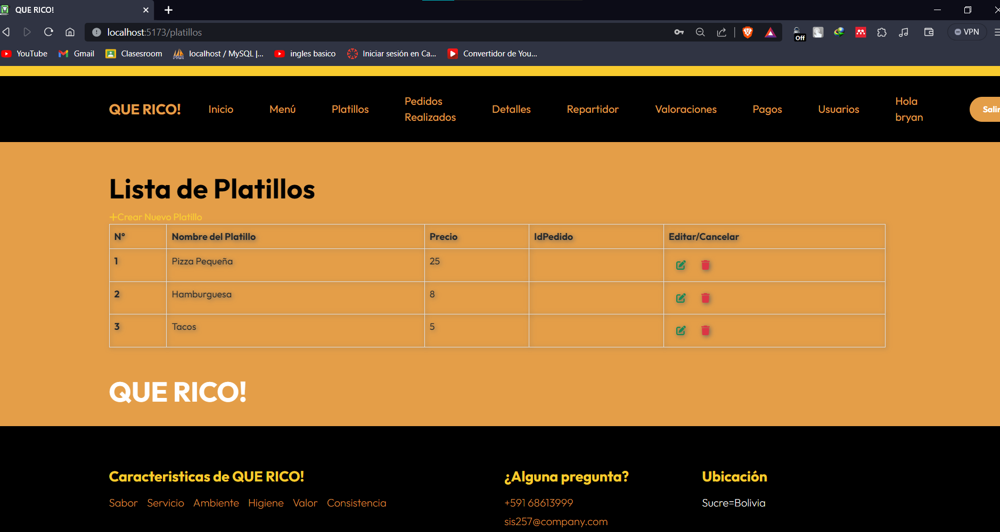 QUE RICO!
localhost:5173/platillos
Off
VPN
YouTube
Gmail
Clasesroom
localhost / MySQL |...
ingles basico
Iniciar sesión en Ca...
Convertidor de You...
QUE RICO!
Inicio
Menú
Platillos
Pedidos
Realizados
Detalles
Repartidor
Valoraciones
Pagos
Usuarios
Hola
bryan
Salir
Lista de Platillos
+Crear Nuevo Platillo
N° Nombre del Platillo Precio IdPedido Editar/Cancelar
1 Pizza Pequeña 25
2 Hamburguesa 8
3 Tacos 5
QUE RICO!
Caracteristicas de QUE RICO!
Sabor Servicio Ambiente Higiene Valor Consistencia
¿Alguna pregunta?
+591 68613999
sis257@company.com
Ubicación
Sucre=Bolivia